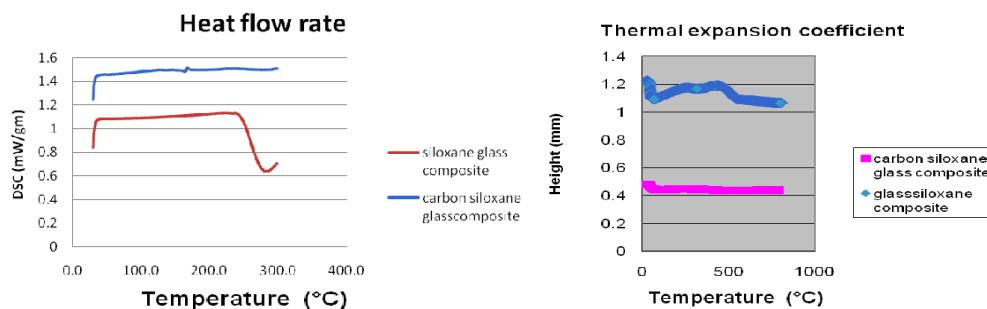 Heat flow rate
DSC (mW/gm)
1.6
1.4
1.2
1
0.8
0.6
0.4
0.2
0
0.0
100.0
200.0
300.0
400.0
Temperature (°C)
siloxane glass
composite
carbon siloxane
glasscomposite
Thermal expansion coefficient
Height (mm)
1.4
1.2
1
0.8
0.6
0.4
0.2
0
0
500
1000
Temperature (°C)
carbon siloxane
glass composite
glasssiloxane
composite